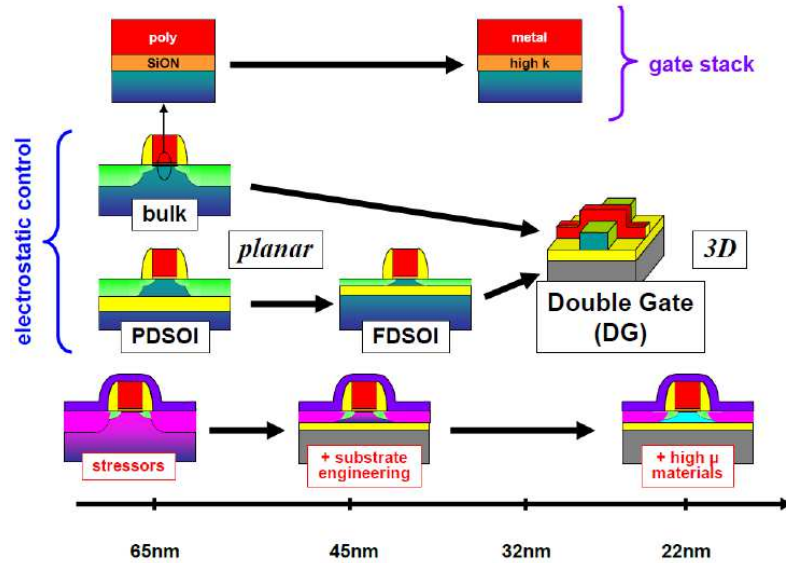 poly
SiON
metal
high k
gate stack
electrostatic control
bulk
planar
3D
PDSOI
FDSOI
Double Gate
(DG)
stressors
+ substrate
engineering
+ high μ
materials
65nm
45nm
32nm
22nm